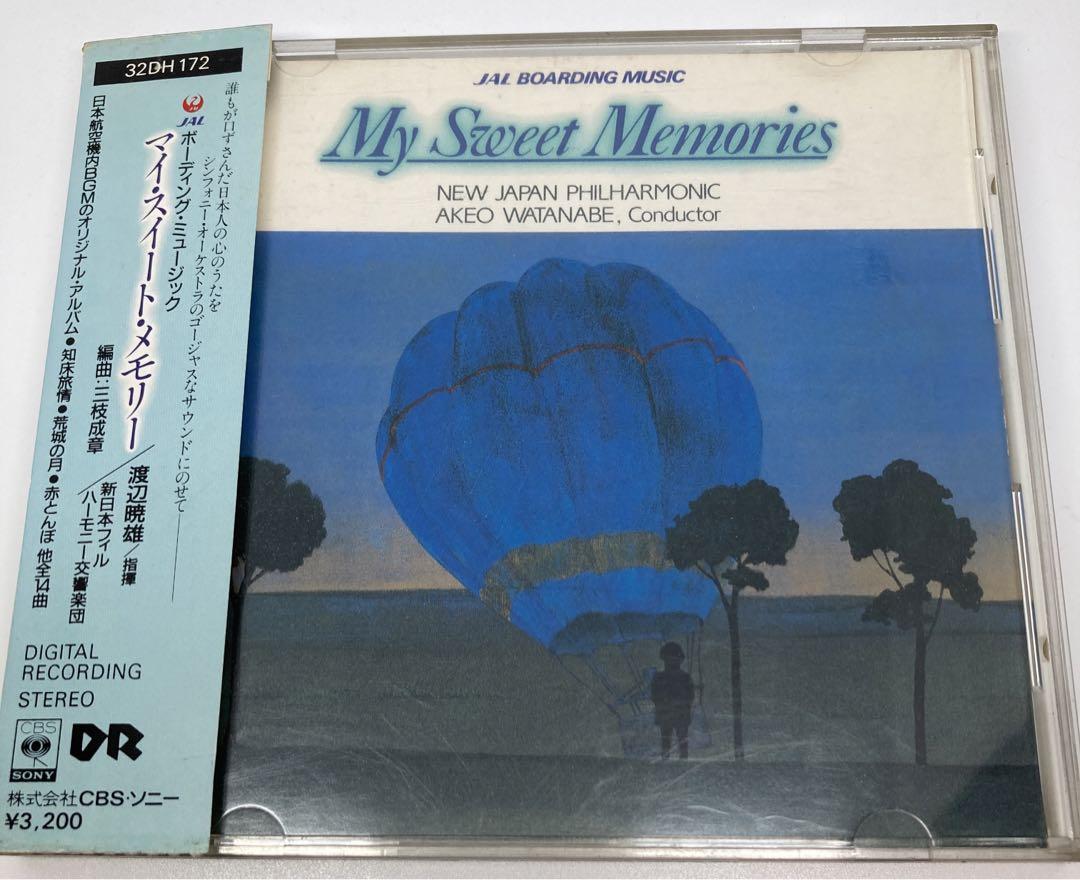 32DH172
JAL
誰もが口ずさんだ日本人の心のうたを
シンフォニー・オーケストラのゴージャスなサウンドにのせて――
ボーディング・ミュージック
マイ・スイート・メモリー/渡辺暁雄/指揮
編曲:三枝成章/新日本フィル
ハーモニー交響楽団
日本航空機内BGMのオリジナル・アルバム●知床旅情●荒城の月●赤とんぼ 他全14曲
DIGITAL
RECORDING
STEREO
CBS
SONY
DR
株式会社CBS・ソニー
¥3,200
JAL BOARDING MUSIC
My Sweet Memories
NEW JAPAN PHILHARMONIC
AKEO WATANABE, Conductor